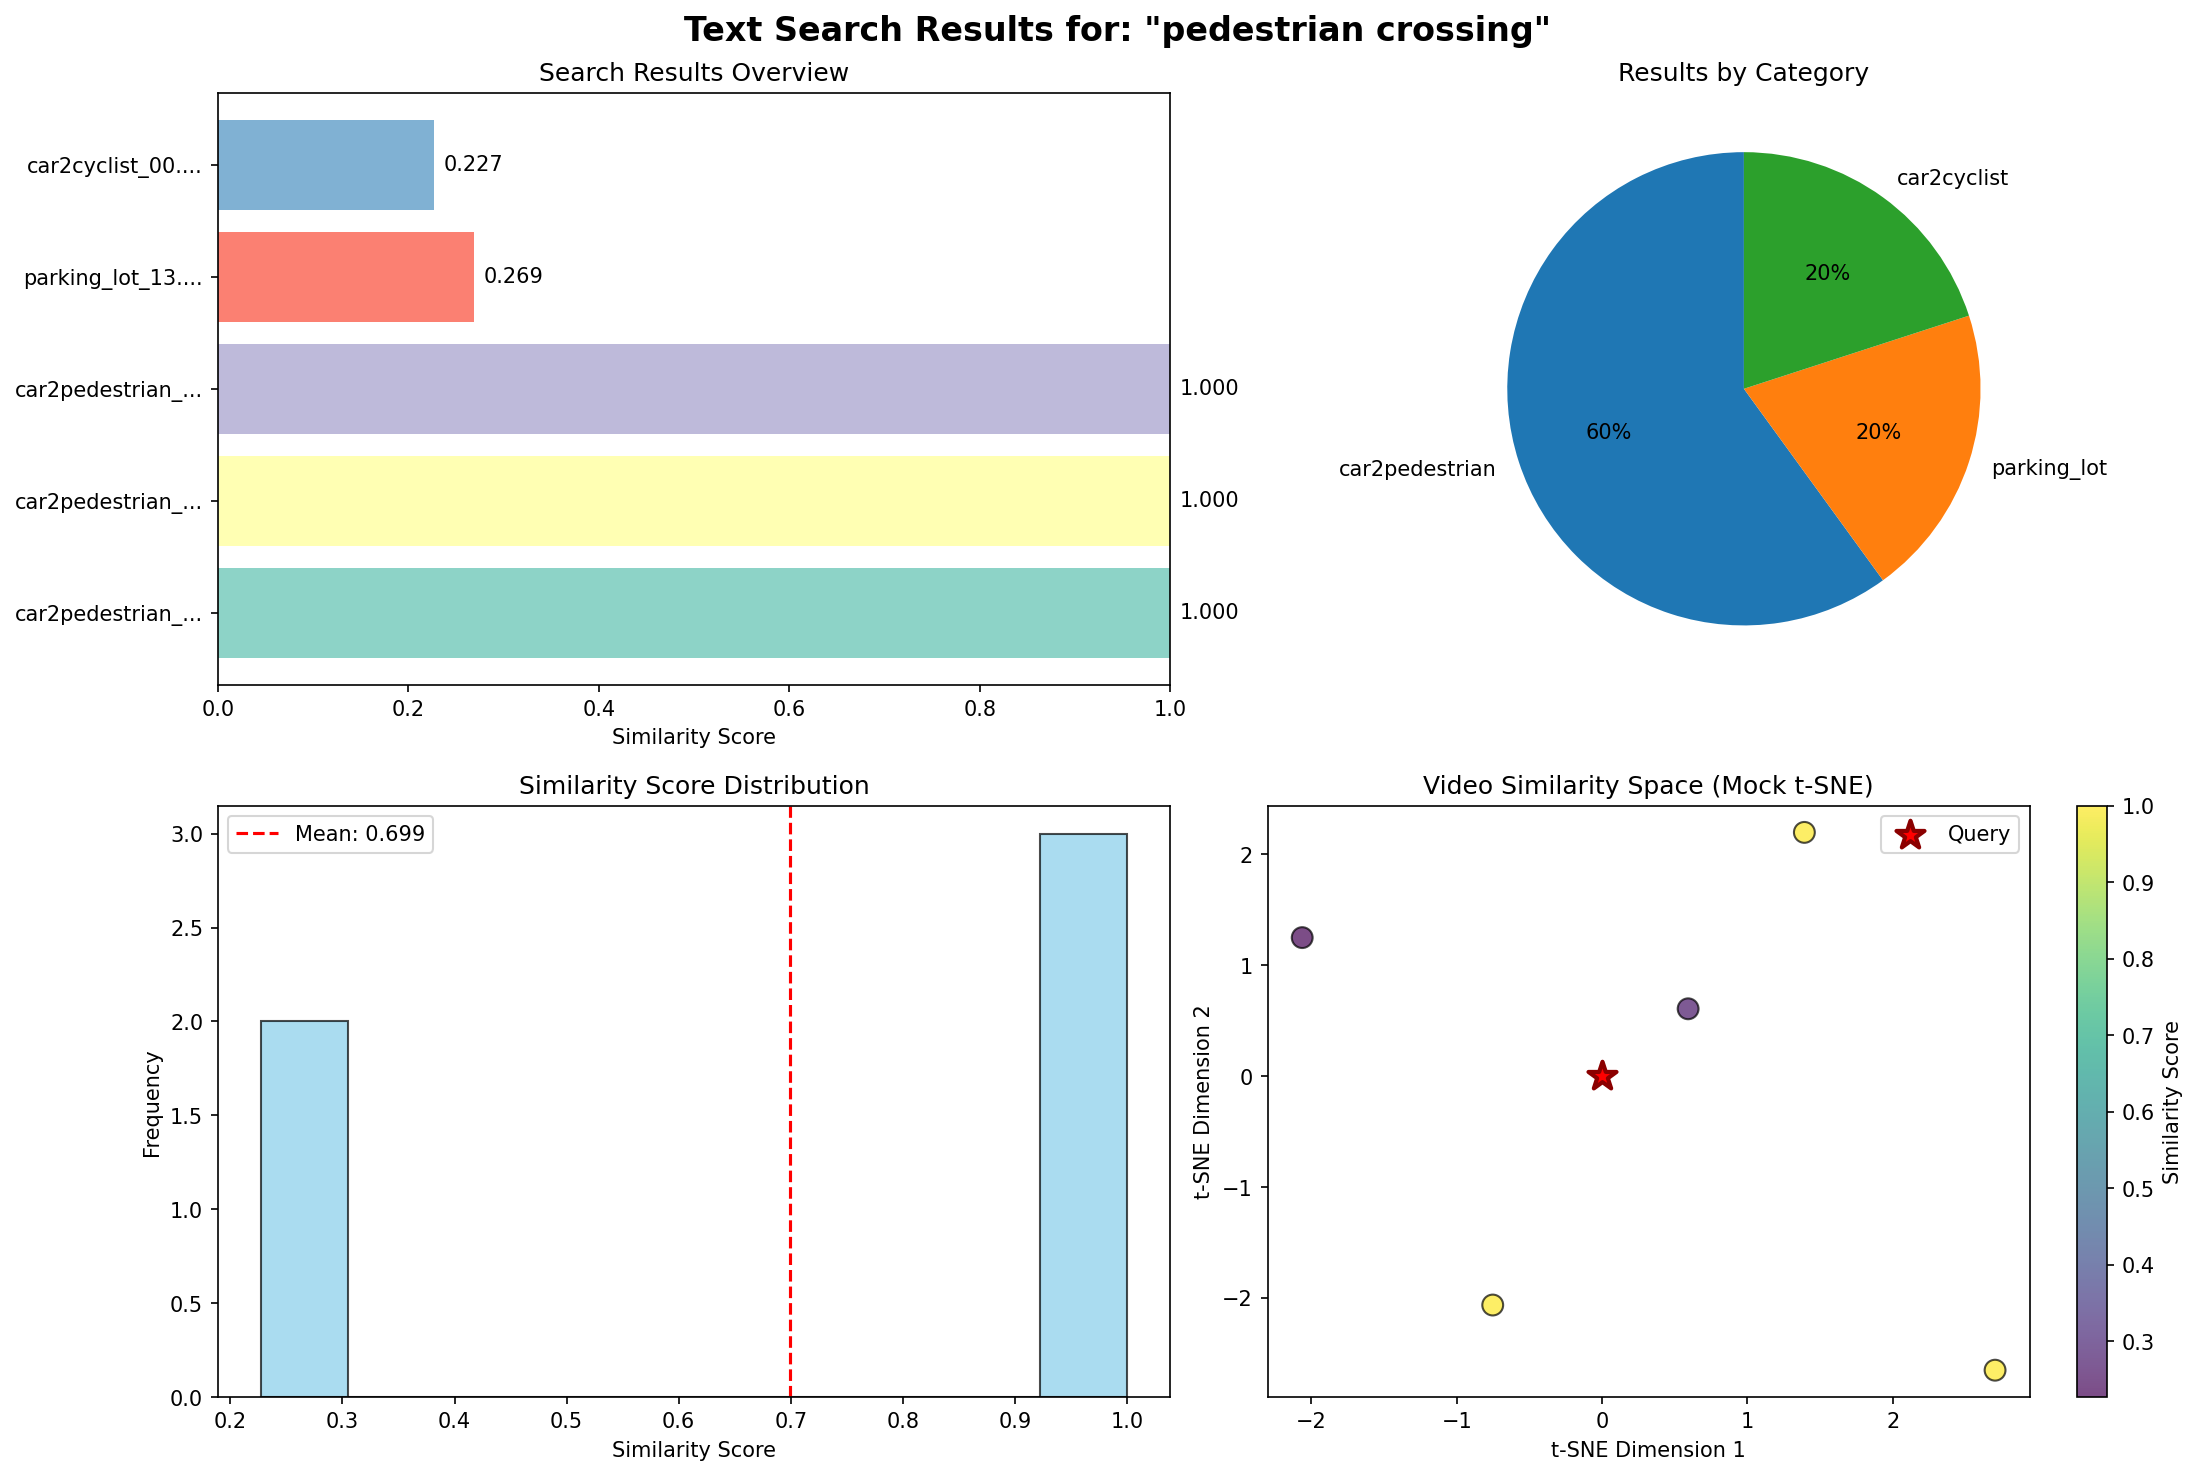 Text Search Results for: "pedestrian crossing"
Search Results Overview
car2cyclist_00....
0.227
parking_lot_13....
0.269
car2pedestrian_...
1.000
car2pedestrian_...
1.000
car2pedestrian_...
1.000
0.0 0.2 0.4 0.6 0.8 1.0
Similarity Score
Results by Category
car2cyclist
20%
60%
20%
car2pedestrian
parking_lot
Similarity Score Distribution
Mean: 0.699
3.0
2.5
2.0
1.5
1.0
0.5
0.0
Frequency
0.2 0.3 0.4 0.5 0.6 0.7 0.8 0.9 1.0
Similarity Score
Video Similarity Space (Mock t-SNE)
Query
2
1
0
−1
−2
t-SNE Dimension 2
−2 −1 0 1 2
t-SNE Dimension 1
1.0
0.9
0.8
0.7
0.6
0.5
0.4
0.3
Similarity Score